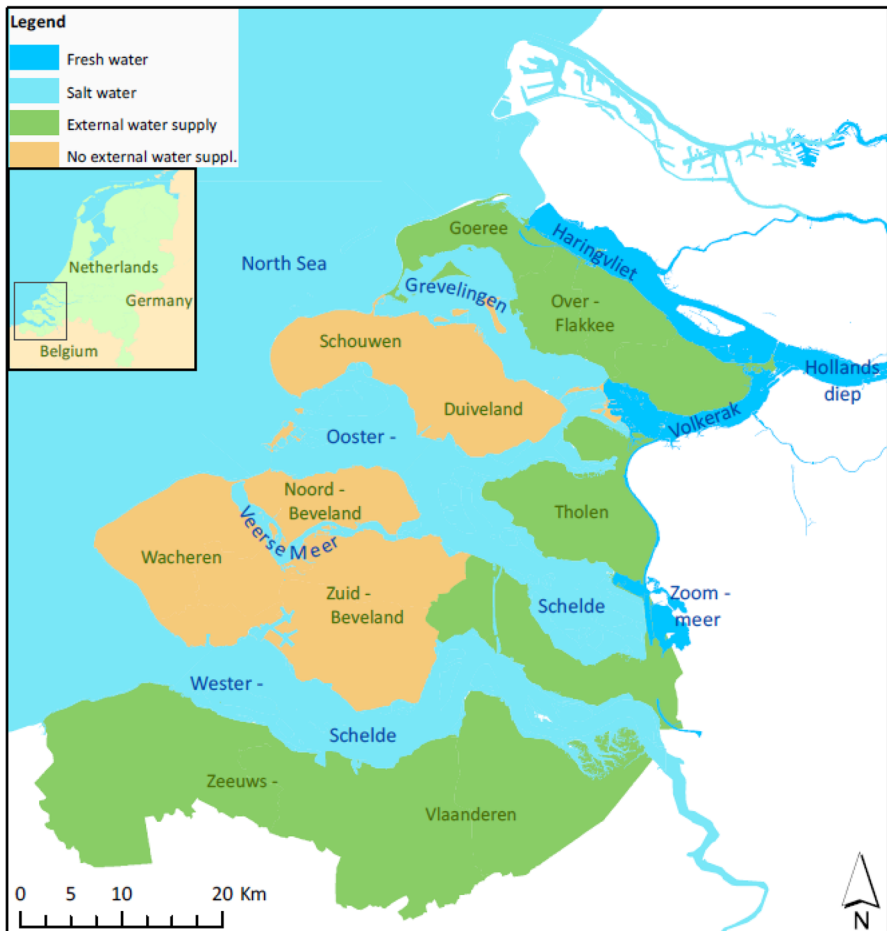 Legend
Fresh water
Salt water
External water supply
No external water suppl.
Netherlands
Germany
Belgium
North Sea
Goeree
Haringvliet
Grevelingen
Over -
Flakkee
Schouwen
Duiveland
Hollands
diep
Volkerak
Ooster -
Noord -
Beveland
Veerse Meer
Tholen
Wacheren
Zuid -
Beveland
Schelde
Zoom -
meer
Wester -
Schelde
Zeeuws -
Vlaanderen
0 5 10 20 Km
N